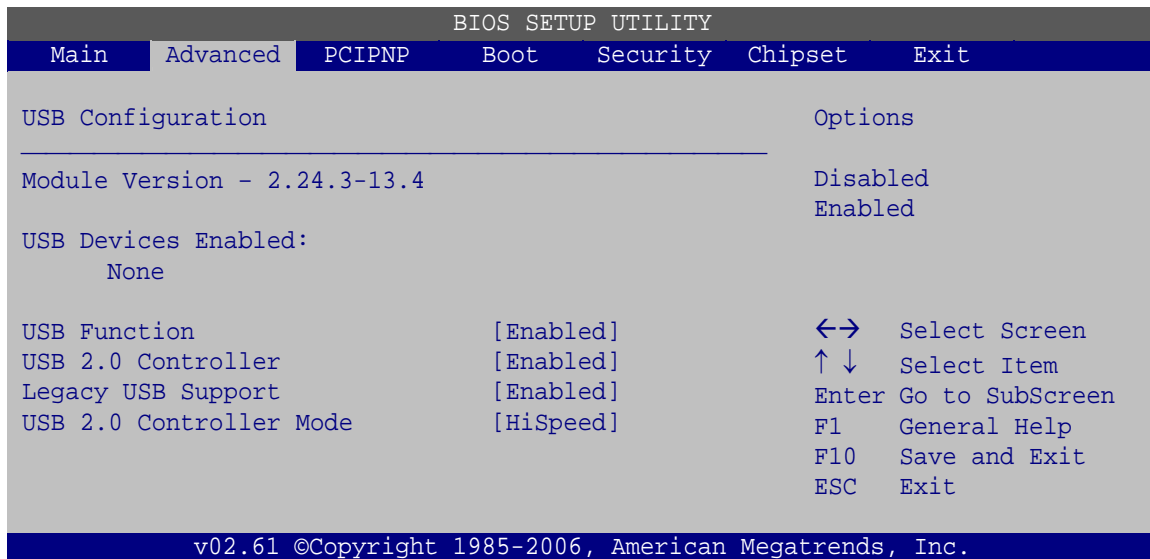 BIOS SETUP UTILITY
Main Advanced PCIPNP Boot Security Chipset Exit
USB Configuration
Module Version – 2.24.3-13.4
USB Devices Enabled:
None
USB Function [Enabled]
USB 2.0 Controller [Enabled]
Legacy USB Support [Enabled]
USB 2.0 Controller Mode [HiSpeed]
Options
Disabled
Enabled
←→ Select Screen
↑ ↓ Select Item
Enter Go to SubScreen
F1 General Help
F10 Save and Exit
ESC Exit
v02.61 ©Copyright 1985-2006, American Megatrends, Inc.